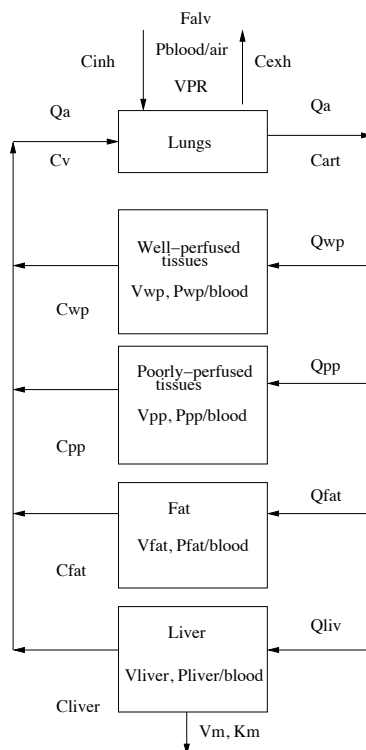 Falv
Pblood/air
Cinh
Cexh
VPR
Qa
Qa
Lungs
Cv
Cart
Well-perfused
tissues
Qwp
Vwp, Pwp/blood
Cwp
Poorly-perfused
tissues
Qpp
Vpp, Ppp/blood
Cpp
Fat
Qfat
Vfat, Pfat/blood
Cfat
Liver
Qliv
Vliver, Pliver/blood
Cliver
Vm, Km